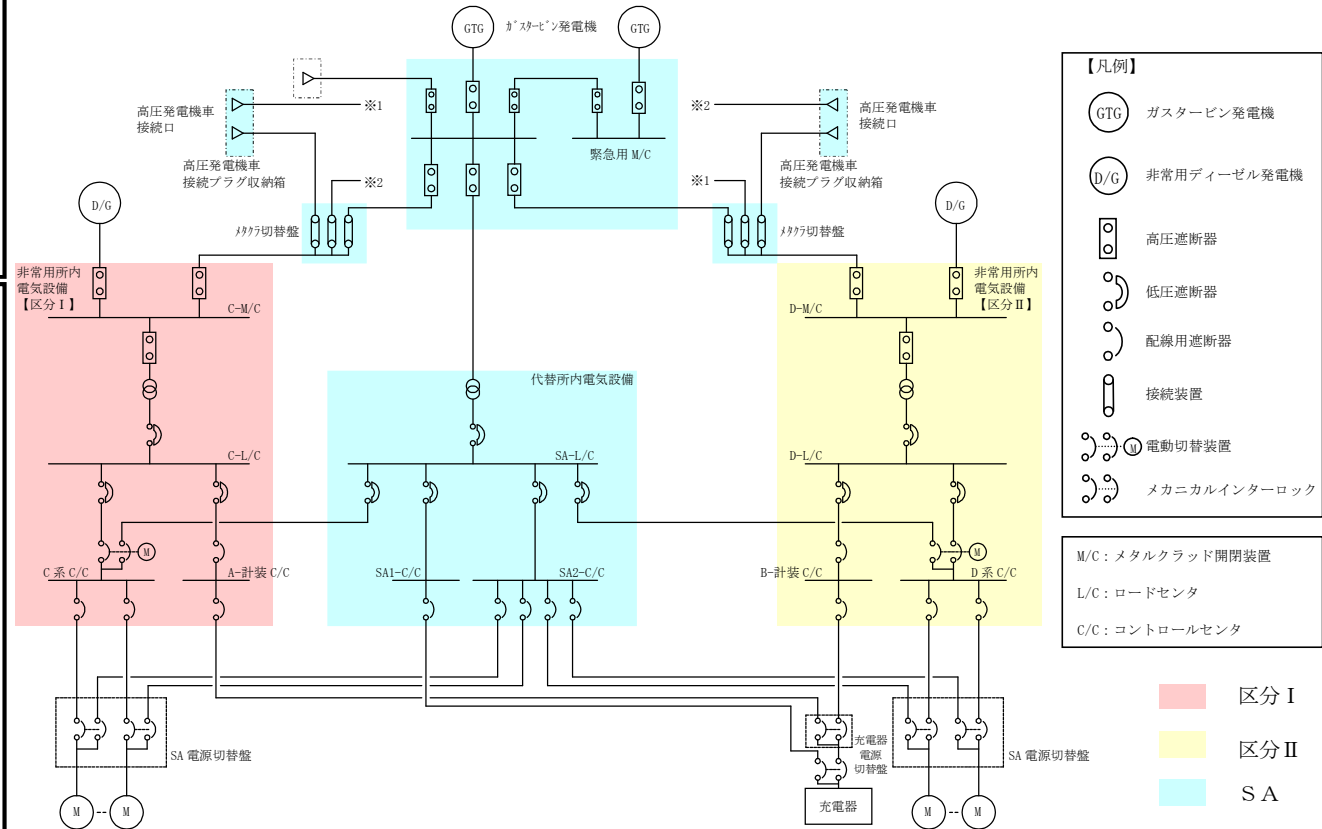 GTG
ｶﾞｽﾀｰﾋﾞﾝ発電機
GTG
高圧発電機車
接続口
※1
※2
高圧発電機車
接続口
緊急用 M/C
高圧発電機車
接続プラグ収納箱
※2
※1
高圧発電機車
接続プラグ収納箱
D/G
ﾒﾀｸﾗ切替盤
ﾒﾀｸﾗ切替盤
D/G
非常用所内
電気設備
【区分Ⅰ】
C-M/C
D-M/C
非常用所内
電気設備
【区分Ⅱ】
代替所内電気設備
C-L/C
SA-L/C
D-L/C
M
M
C 系 C/C
A-計装 C/C
SA1-C/C
SA2-C/C
B-計装 C/C
D 系 C/C
SA 電源切替盤
充電器
電源
切替盤
SA 電源切替盤
M
M
充電器
M
M
【凡例】
GTG ガスタービン発電機
D/G 非常用ディーゼル発電機
高圧遮断器
低圧遮断器
配線用遮断器
接続装置
M 電動切替装置
メカニカルインターロック
M/C：メタルクラッド開閉装置
L/C：ロードセンタ
C/C：コントロールセンタ
区分Ⅰ
区分Ⅱ
ＳＡ